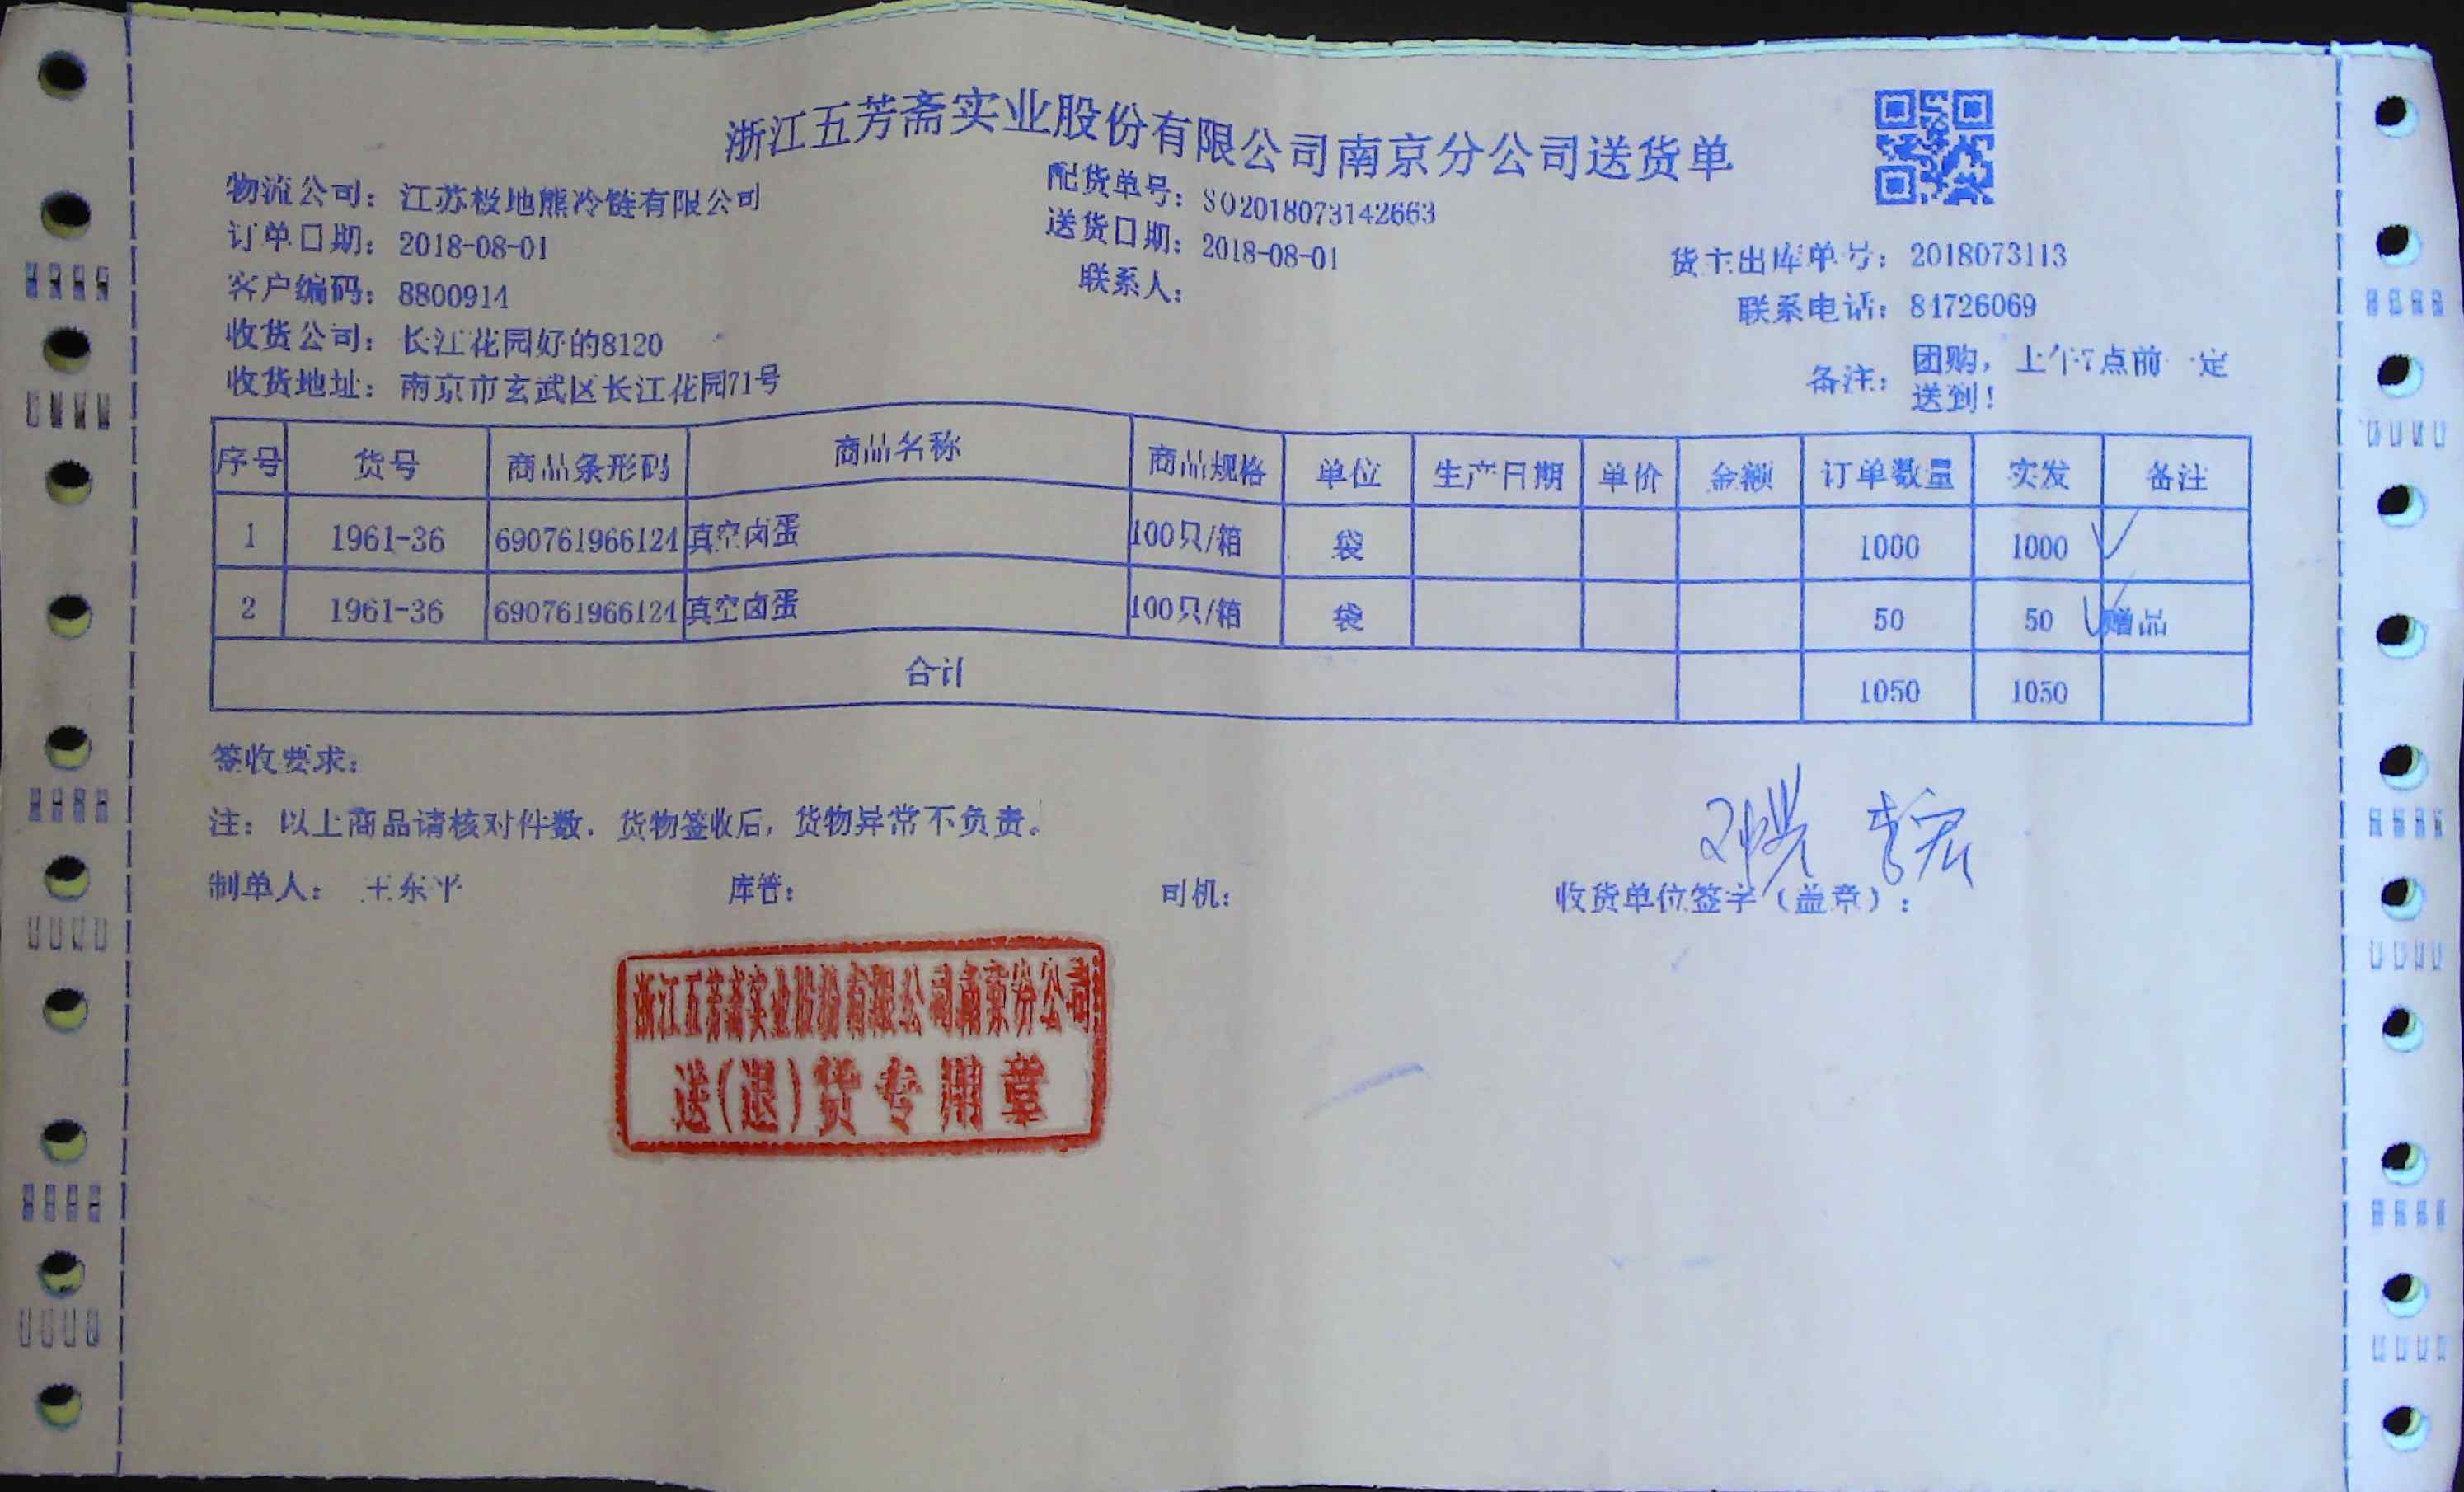 浙江五芳斋实业股份有限公司南京分公司送货单
物流公司：江苏极地熊冷链有限公司 配货单号：SO2018073142663
订单日期：2018-08-01 送货日期：2018-08-01 货主出库单号：2018073113
客户编码：8800914 联系人： 联系电话：84726069
收货公司：长江花园好的8120 备注：团购，上午7点前一定
送到！
收货地址：南京市玄武区长江花园71号
序号 货号 商品条形码 商品名称 商品规格 单位 生产日期 单价 金额 订单数量 实发 备注
1 1961-36 690761966124 真空卤蛋 100只/箱 袋 1000 1000
2 1961-36 690761966124 真空卤蛋 100只/箱 袋 50 50 赠品
合计 1050 1050
签收要求：
注：以上商品请核对件数．货物签收后，货物异常不负责。
制单人：王东平 库管： 司机： 收货单位签字（盖章）：
浙江五芳斋实业股份有限公司南京分公司
送(退)货专用章